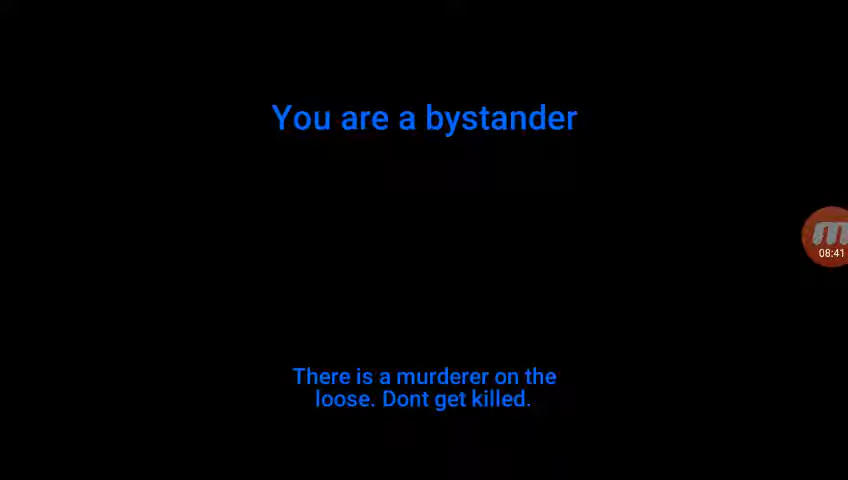 You are a bystander
08:41
There is a murderer on the
loose. Dont get killed.